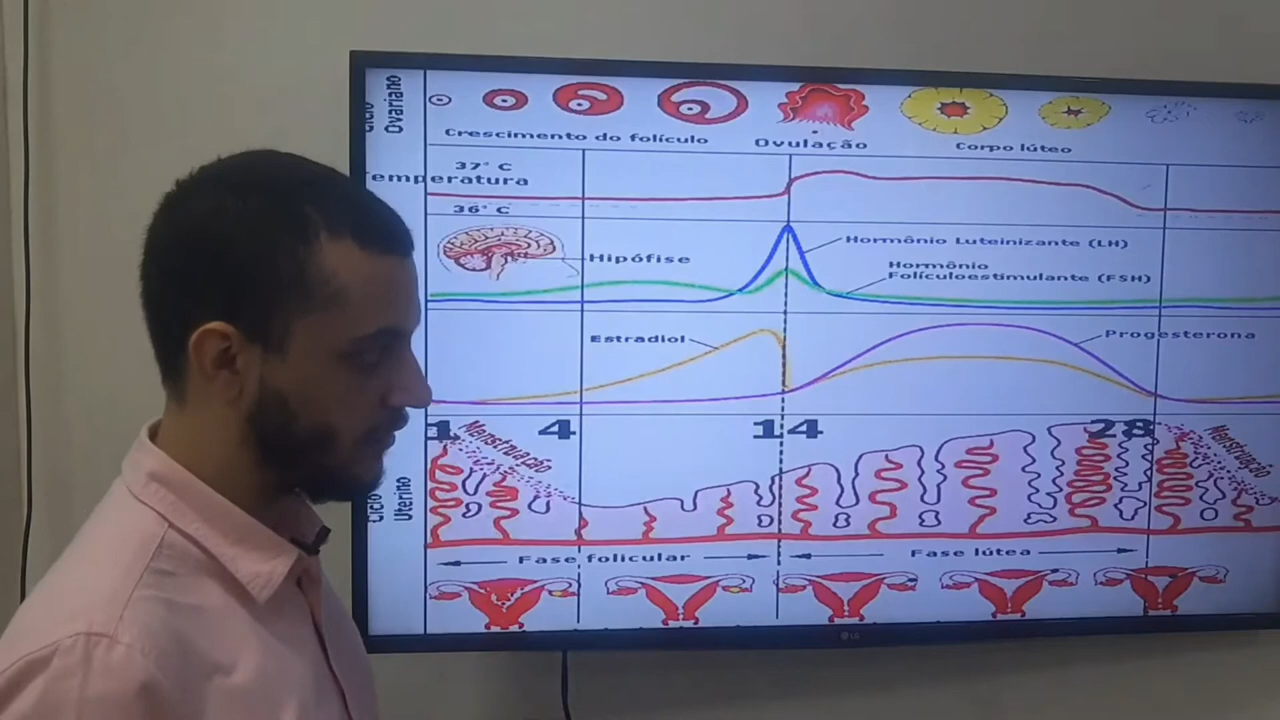 Ciclo
Ovariano
Crescimento do folículo
Ovulação
Corpo lúteo
37° C
Temperatura
36° C
Hipófise
Hormônio Luteinizante (LH)
Hormônio
Folículoestimulante (FSH)
Estradiol
Progesterona
1
4
14
28
Menstruação
Menstruação
Ciclo
Uterino
Fase folicular
Fase lútea
LG